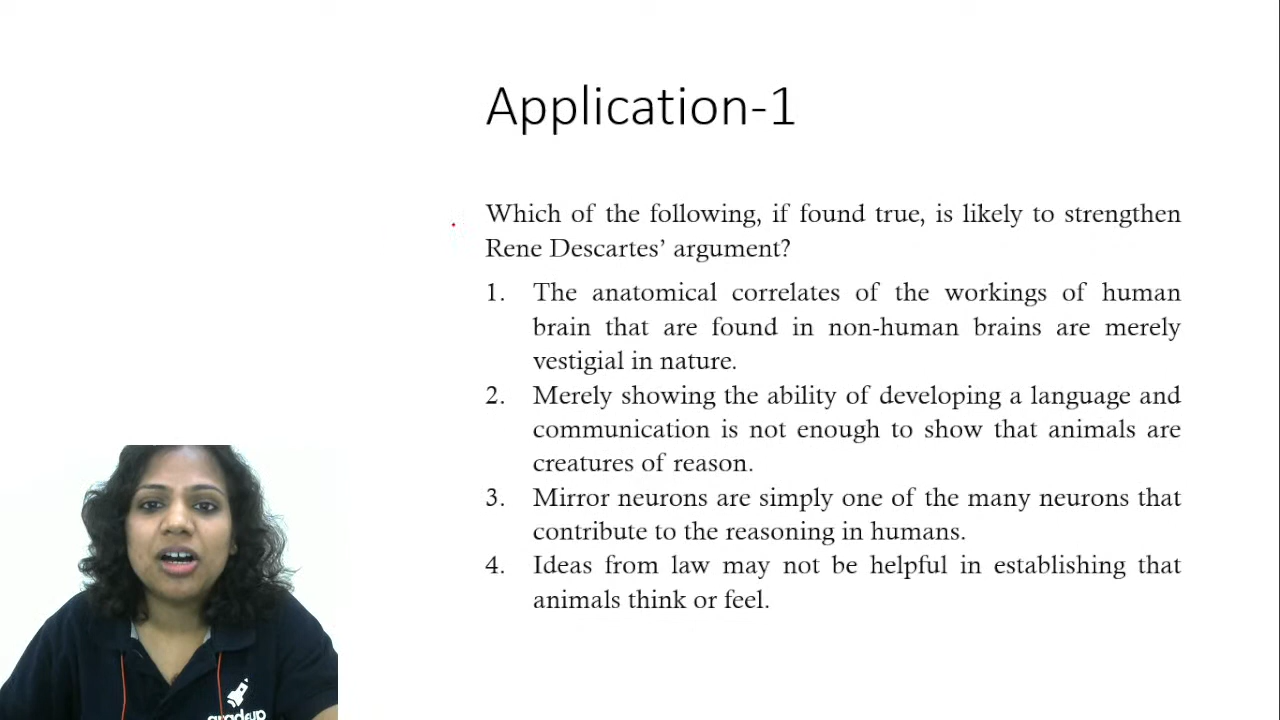 Application-1
Which of the following, if found true, is likely to strengthen
Rene Descartes’ argument?
1. The anatomical correlates of the workings of human
brain that are found in non-human brains are merely
vestigial in nature.
2. Merely showing the ability of developing a language and
communication is not enough to show that animals are
creatures of reason.
3. Mirror neurons are simply one of the many neurons that
contribute to the reasoning in humans.
4. Ideas from law may not be helpful in establishing that
animals think or feel.